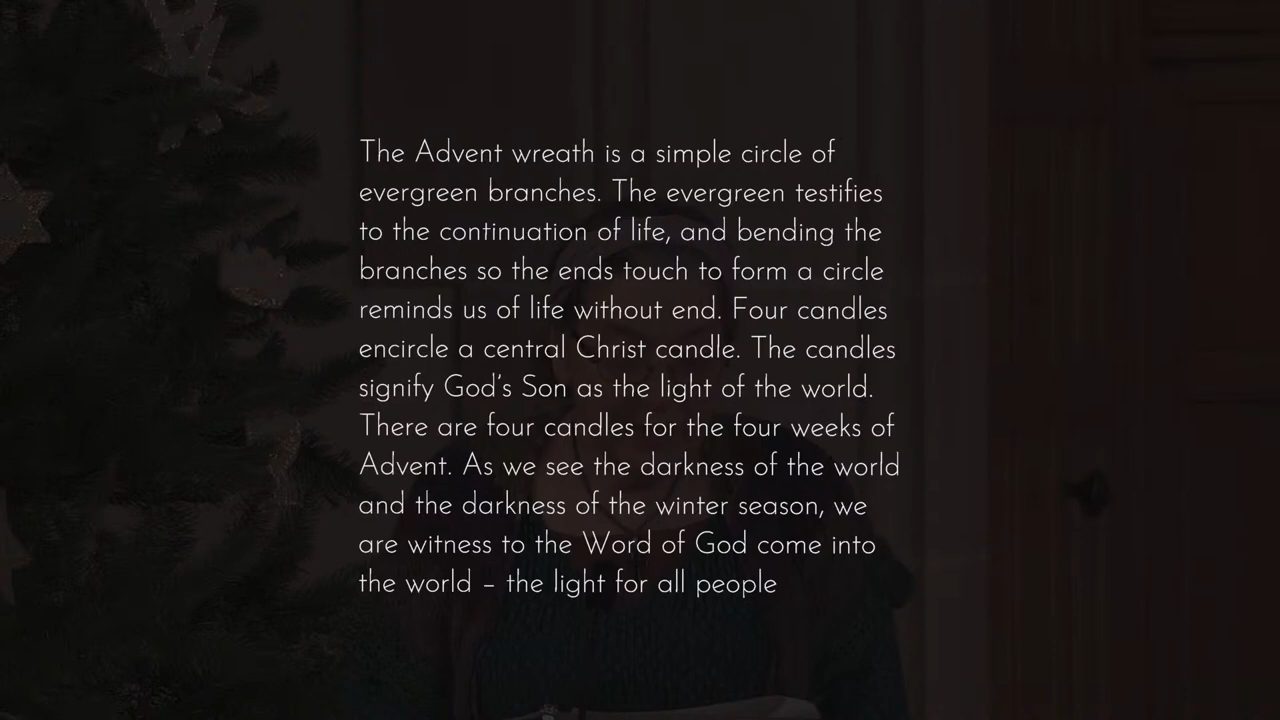 The Advent wreath is a simple circle of
evergreen branches. The evergreen testifies
to the continuation of life, and bending the
branches so the ends touch to form a circle
reminds us of life without end. Four candles
encircle a central Christ candle. The candles
signify God's Son as the light of the world.
There are four candles for the four weeks of
Advent. As we see the darkness of the world
and the darkness of the winter season, we
are witness to the Word of God come into
the world – the light for all people